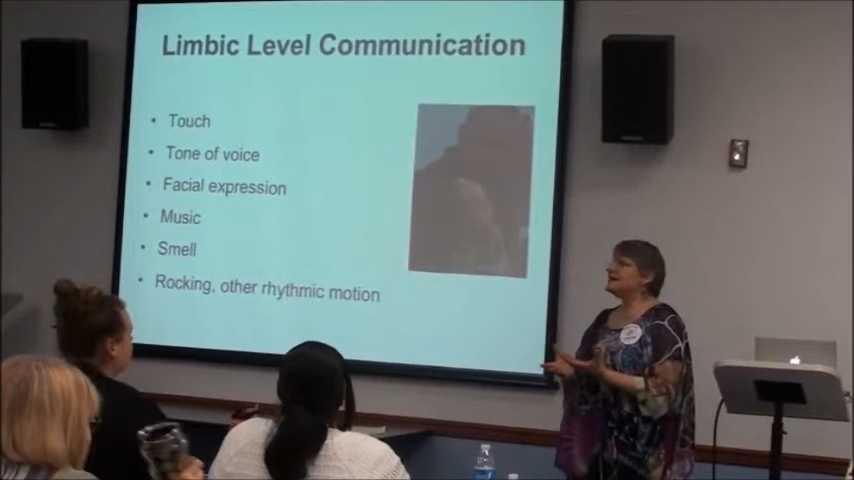 Limbic Level Communication
• Touch
• Tone of voice
• Facial expression
• Music
• Smell
• Rocking, other rhythmic motion